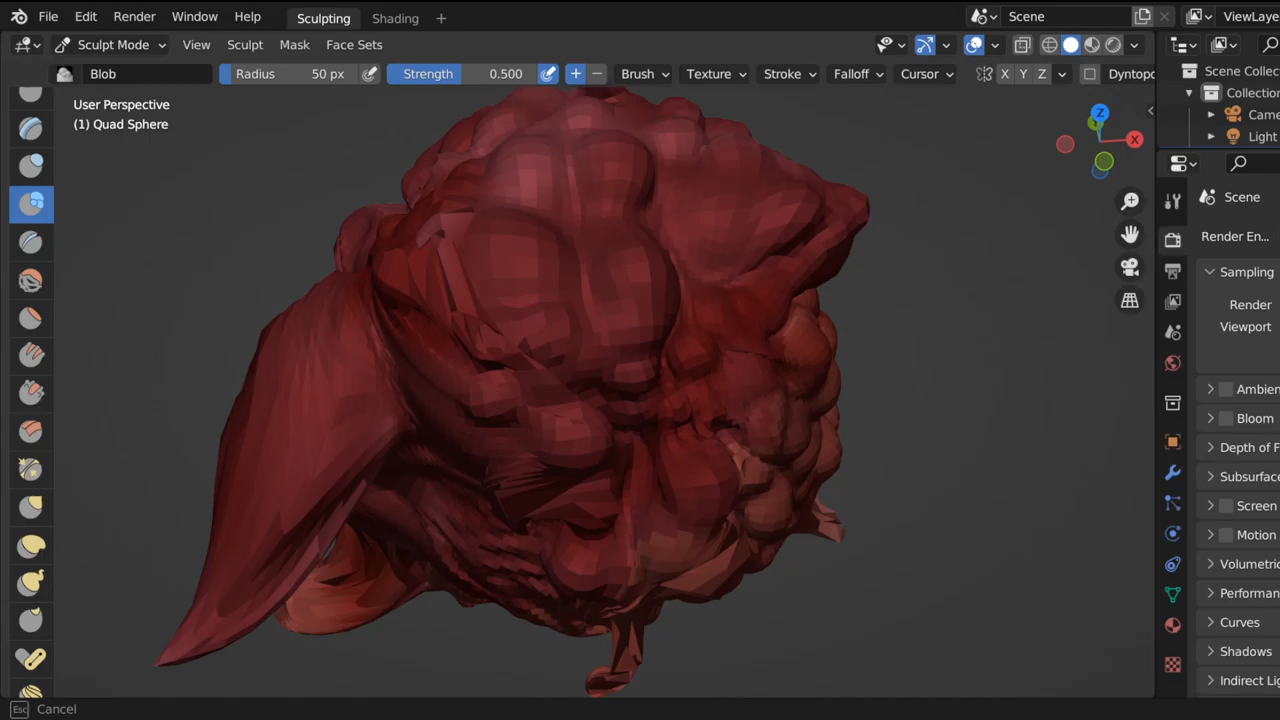 File Edit Render Window Help Sculpting Shading + Scene ViewLaye
Sculpt Mode View Sculpt Mask Face Sets
Blob Radius 50 px Strength 0.500 Brush Texture Stroke Falloff Cursor X Y Z Dyntopo
User Perspective
(1) Quad Sphere
Z
X
Scene Collec
Collection
Came
Light
Scene
Render En...
Sampling
Render
Viewport
Ambien
Bloom
Depth of F
Subsurface
Screen
Motion
Volumetri
Performan
Curves
Shadows
Indirect Lig
Esc Cancel